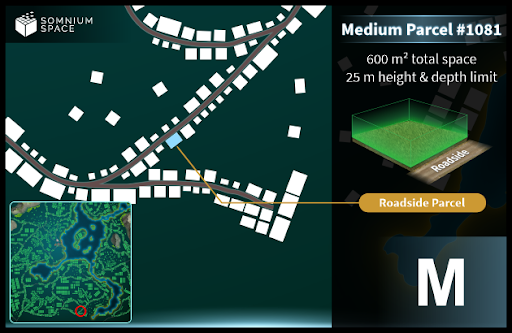 SOMNIUM
SPACE
Medium Parcel #1081
600 m² total space
25 m height & depth limit
Roadside
Roadside Parcel
M